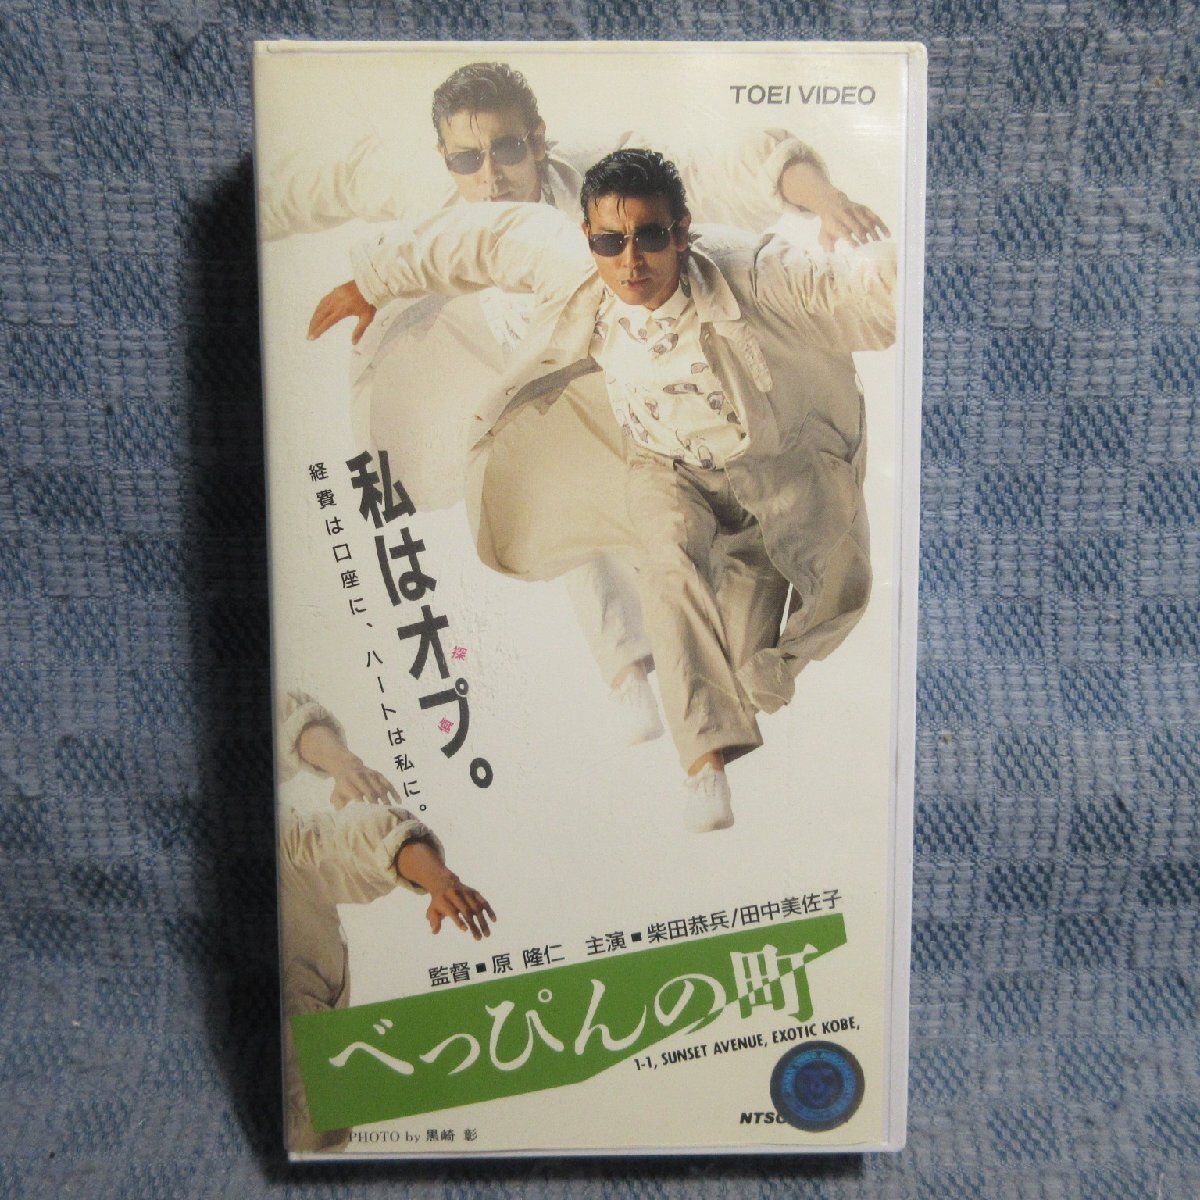 TOEI VIDEO
私はオプ。
探
偵
経費は口座に、ハートは私に。
監督■原 隆仁 主演■柴田恭兵/田中美佐子
べっぴんの町
1-1, SUNSET AVENUE, EXOTIC KOBE,
NTSC
PHOTO by 黒崎 彰